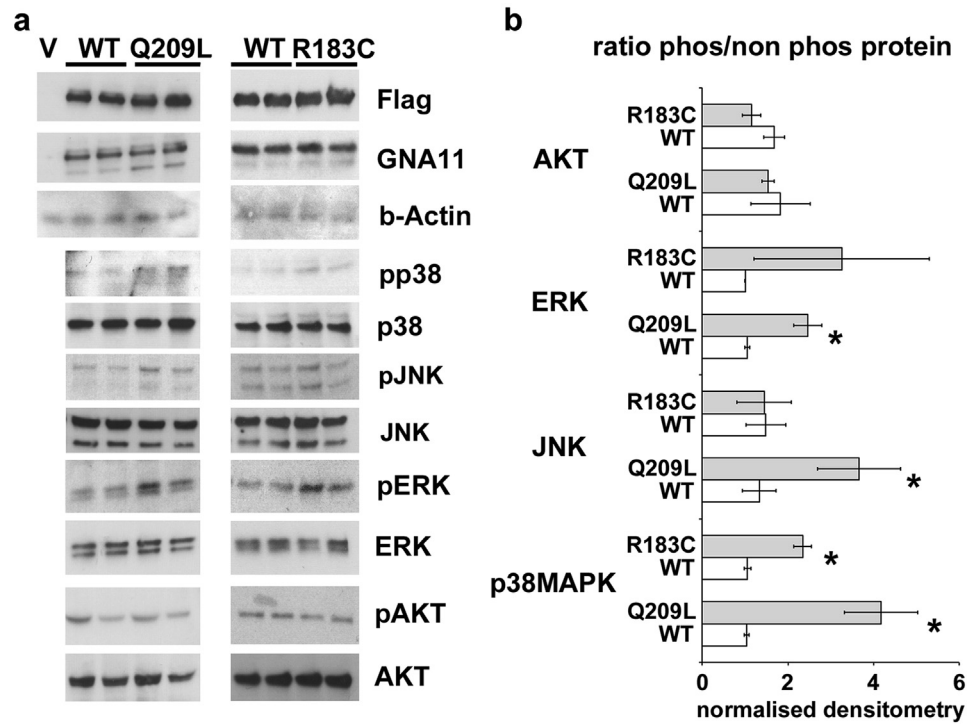 a
V WT Q209L WT R183C
Flag
GNA11
b-Actin
pp38
p38
pJNK
JNK
pERK
ERK
pAKT
AKT
b
ratio phos/non phos protein
R183C
WT
AKT
Q209L
WT
R183C
WT
ERK
Q209L
WT
*
R183C
WT
JNK
Q209L
WT
*
R183C
WT
*
p38MAPK
Q209L
WT
*
0 2 4 6
normalised densitometry